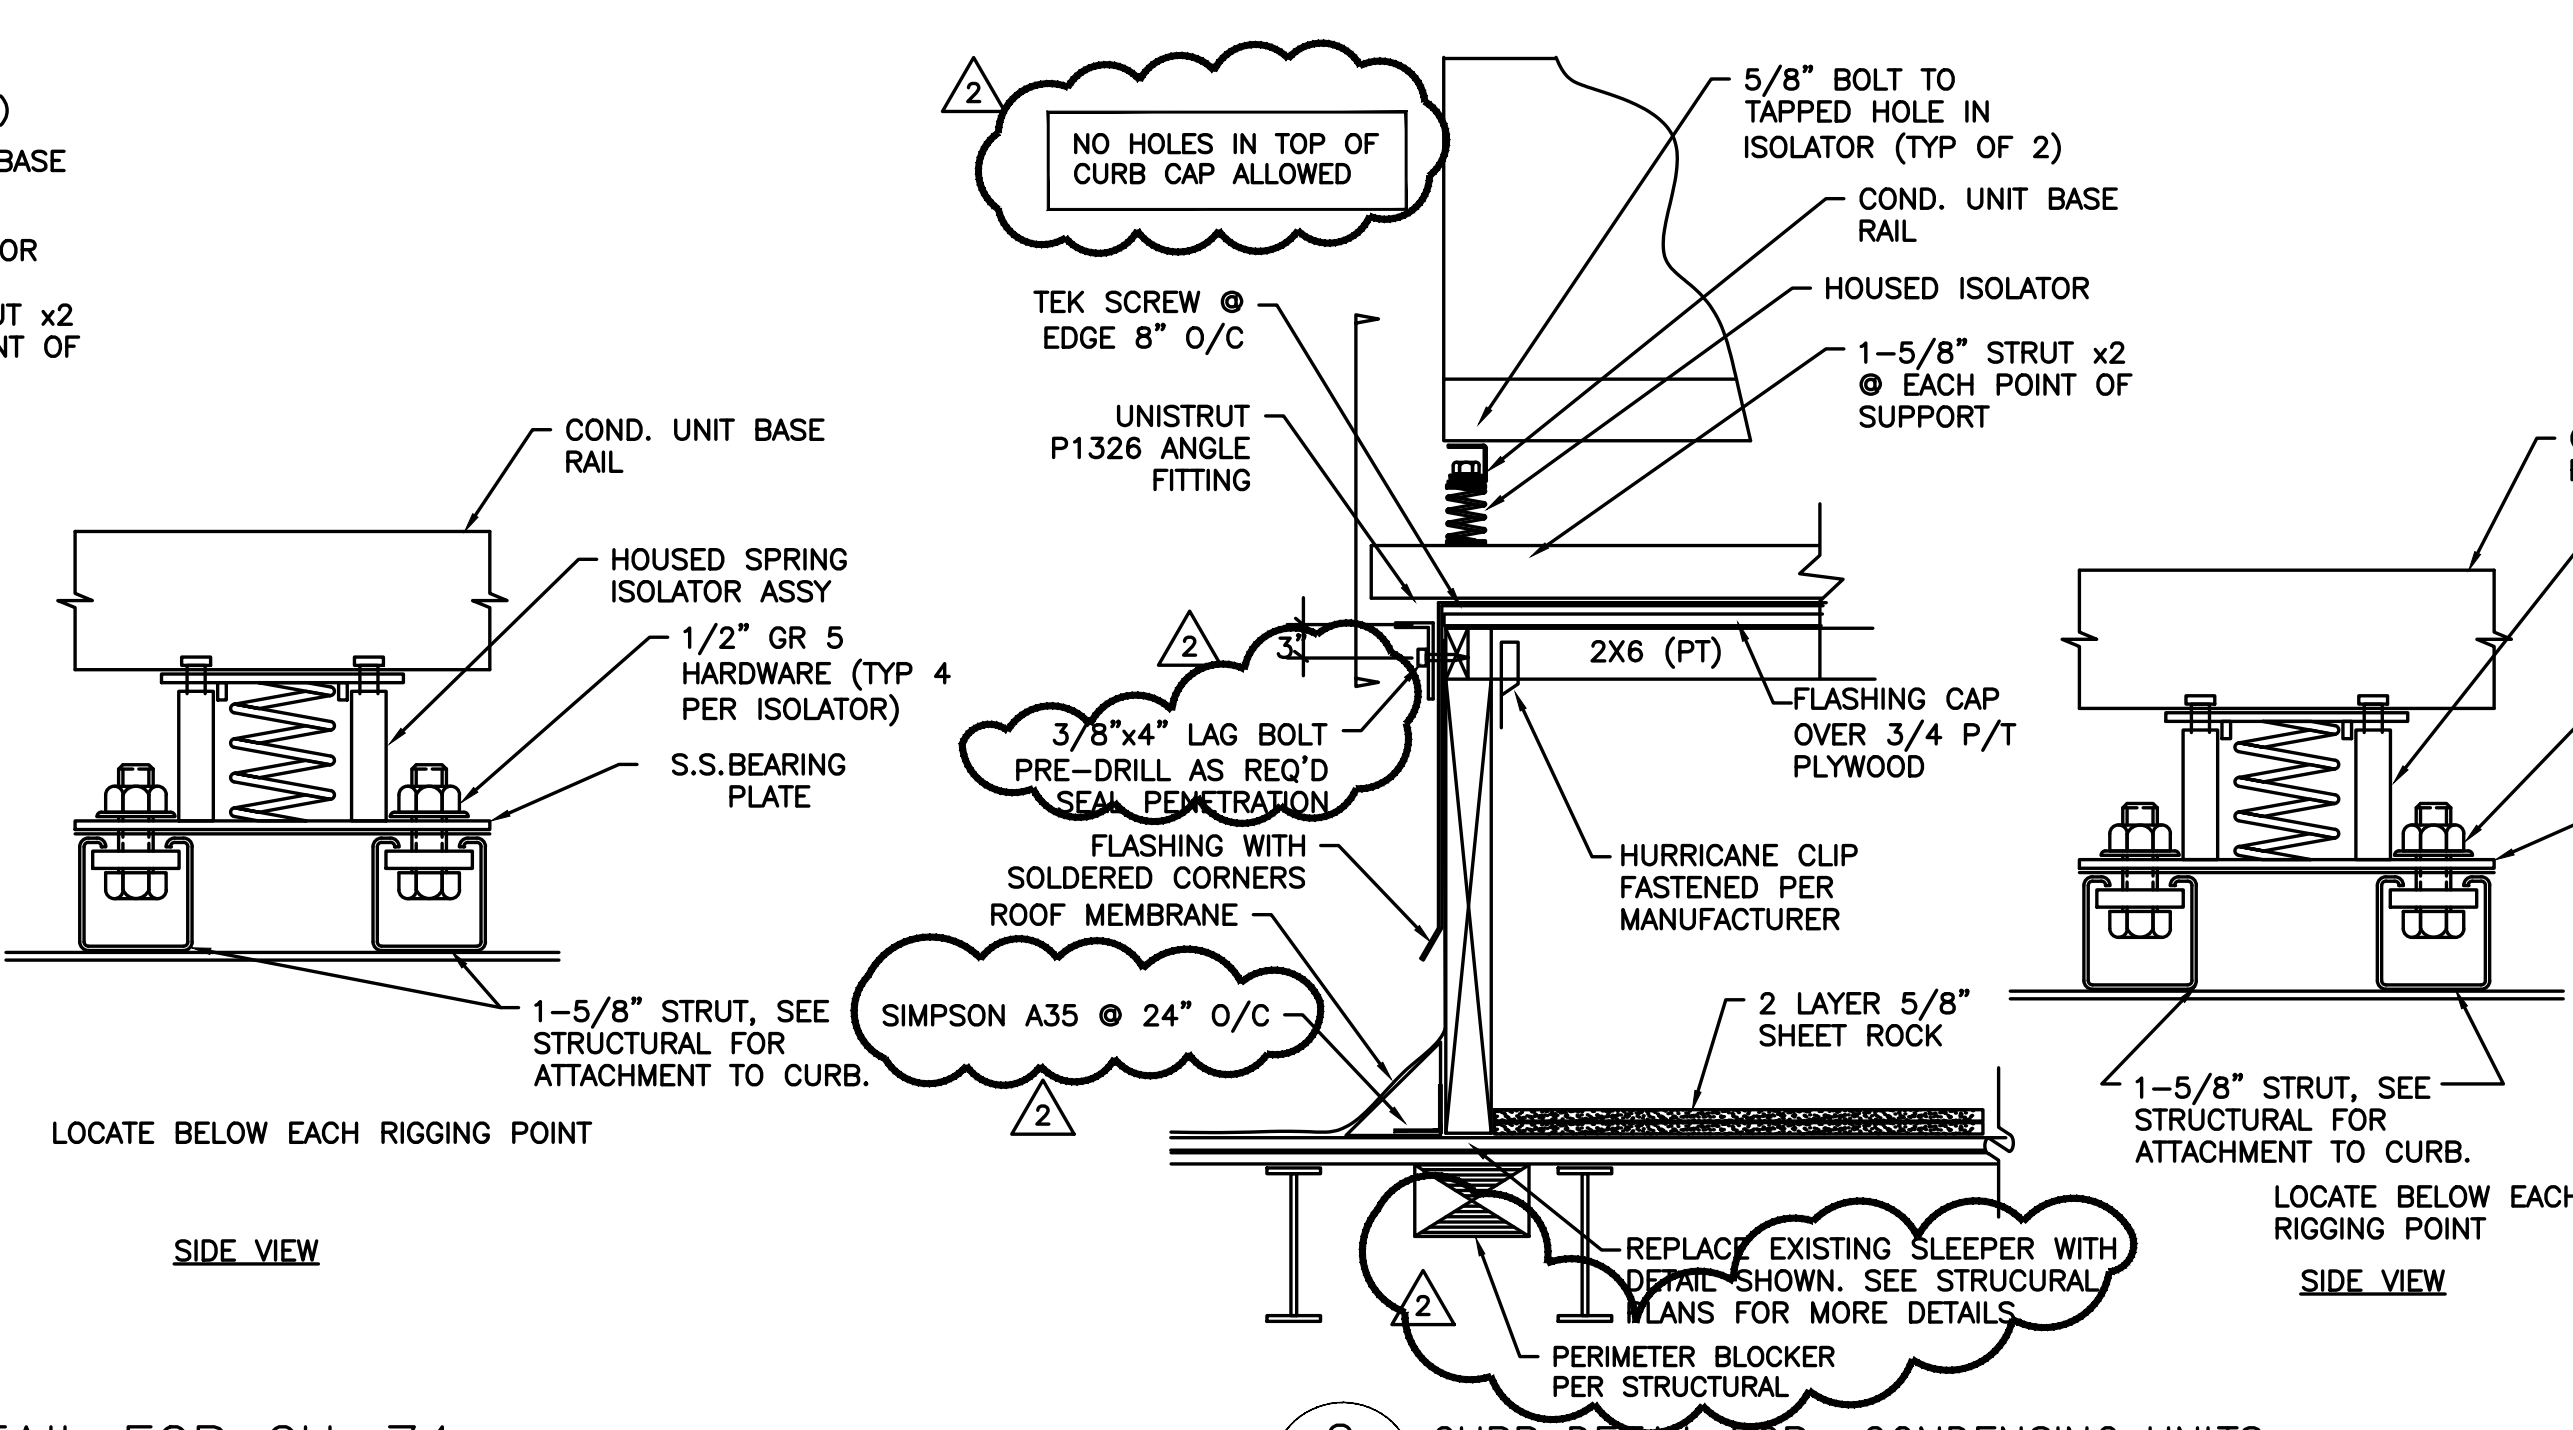 )
BASE
OR
UT x2
NT OF
COND. UNIT BASE
RAIL
HOUSED SPRING
ISOLATOR ASSY
1/2" GR 5
HARDWARE (TYP 4
PER ISOLATOR)
S.S.BEARING
PLATE
1-5/8" STRUT, SEE
STRUCTURAL FOR
ATTACHMENT TO CURB.
LOCATE BELOW EACH RIGGING POINT
SIDE VIEW
2
NO HOLES IN TOP OF
CURB CAP ALLOWED
TEK SCREW @
EDGE 8" O/C
UNISTRUT
P1326 ANGLE
FITTING
2
3"
3/8"x4" LAG BOLT
PRE-DRILL AS REQ'D
SEAL PENETRATION
FLASHING WITH
SOLDERED CORNERS
ROOF MEMBRANE
SIMPSON A35 @ 24" O/C
2
5/8" BOLT TO
TAPPED HOLE IN
ISOLATOR (TYP OF 2)
COND. UNIT BASE
RAIL
HOUSED ISOLATOR
1-5/8" STRUT x2
@ EACH POINT OF
SUPPORT
2X6 (PT)
FLASHING CAP
OVER 3/4 P/T
PLYWOOD
HURRICANE CLIP
FASTENED PER
MANUFACTURER
2 LAYER 5/8"
SHEET ROCK
REPLACE EXISTING SLEEPER WITH
DETAIL SHOWN. SEE STRUCURAL
PLANS FOR MORE DETAILS
2
PERIMETER BLOCKER
PER STRUCTURAL
1-5/8" STRUT, SEE
STRUCTURAL FOR
ATTACHMENT TO CURB.
LOCATE BELOW EACH
RIGGING POINT
SIDE VIEW
CURB DETAIL FOR CONDENSING UNITS